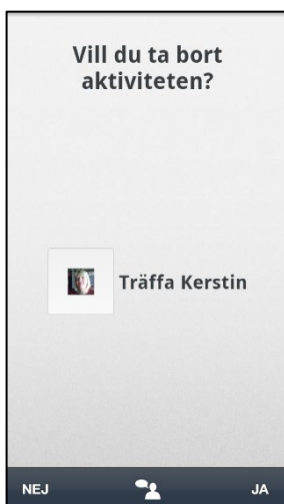 Vill du ta bort
aktiviteten?
Träffa Kerstin
NEJ
JA